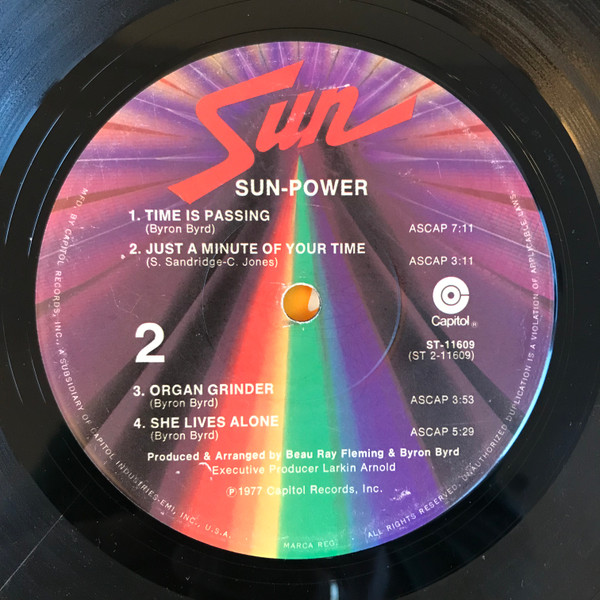 Sun
SUN-POWER
1. TIME IS PASSING
(Byron Byrd) ASCAP 7:11
2. JUST A MINUTE OF YOUR TIME
(S. Sandridge-C. Jones) ASCAP 3:11
Capitol®
2
ST-11609
(ST 2-11609)
3. ORGAN GRINDER
(Byron Byrd) ASCAP 3:53
4. SHE LIVES ALONE
(Byron Byrd) ASCAP 5:29
Produced & Arranged by Beau Ray Fleming & Byron Byrd
Executive Producer Larkin Arnold
℗1977 Capitol Records, Inc.
MFD. BY CAPITOL RECORDS, INC., A SUBSIDIARY OF CAPITOL INDUSTRIES-EMI, INC., U.S.A.
MARCA REG.
ALL RIGHTS RESERVED. UNAUTHORIZED DUPLICATION IS A VIOLATION OF APPLICABLE LAWS.